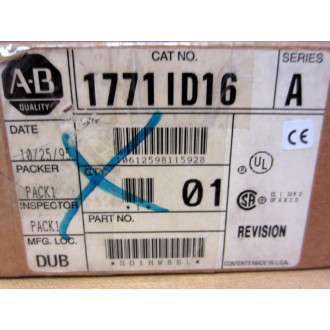 CAT NO.
SERIES
A-B
QUALITY
1771ID16
A
DATE
10/25/95
10612598115928
CE
PACKER
QTY
UL
PACK1
01
INSPECTOR
PART NO.
PACK1
REVISION
MFG. LOC.
DUB
CONTENTS MADE IN U.S.A.